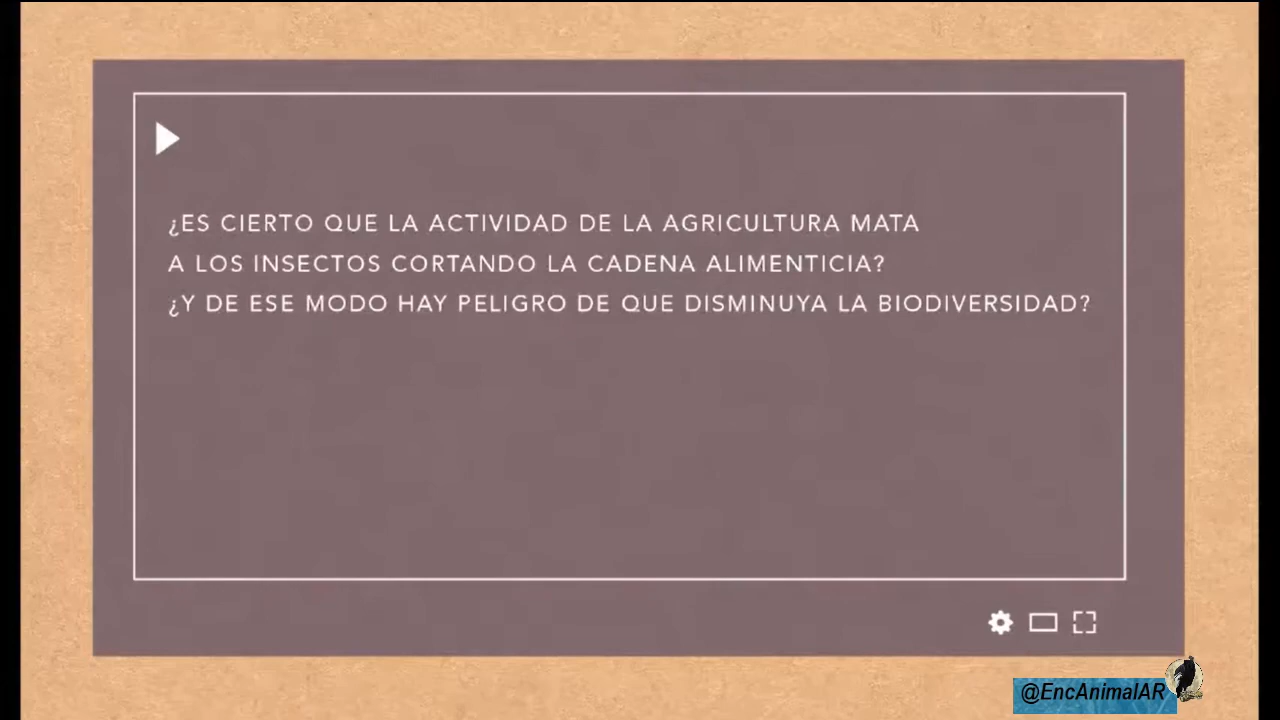 ¿ES CIERTO QUE LA ACTIVIDAD DE LA AGRICULTURA MATA
A LOS INSECTOS CORTANDO LA CADENA ALIMENTICIA?
¿Y DE ESE MODO HAY PELIGRO DE QUE DISMINUYA LA BIODIVERSIDAD?
@EncAnimalAR